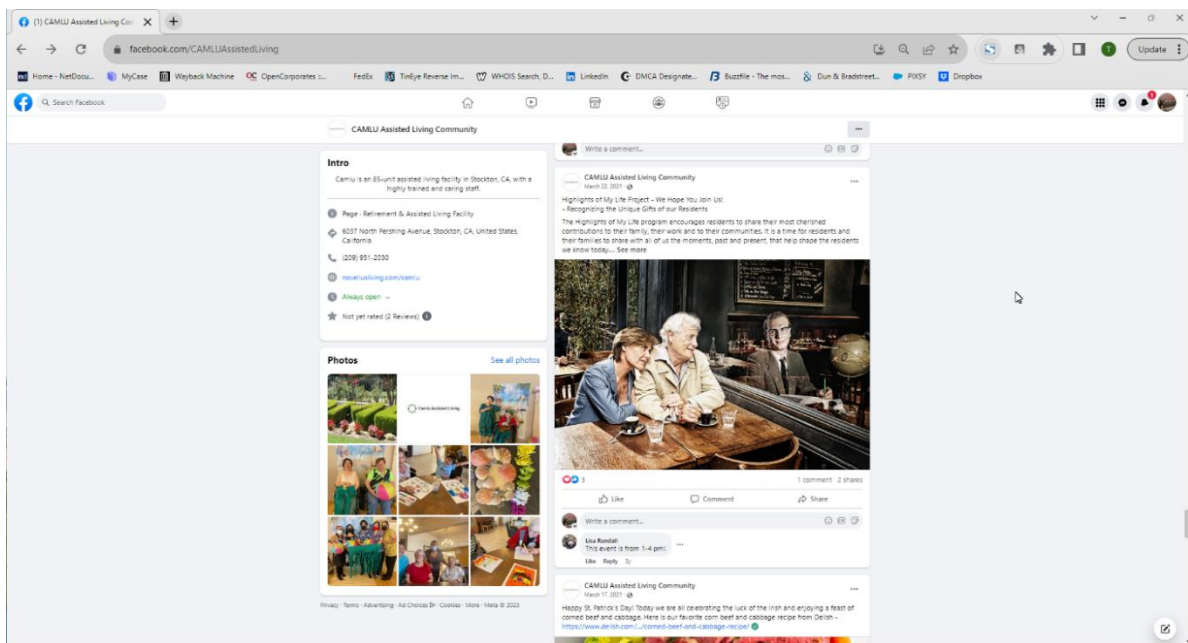 (1) CAMLU Assisted Living Con
facebook.com/CAMLUAssistedLiving
Update
Home - NetDocu...
MyCase
Wayback Machine
OpenCorporates ::...
FedEx
TinEye Reverse Im...
WHOIS Search, D...
LinkedIn
DMCA Designate...
Buzzfile - The mos...
Dun & Bradstreet...
PIXSY
Dropbox
Search Facebook
CAMLU Assisted Living Community
Intro
Camlu is an 85-unit assisted living facility in Stockton, CA, with a
highly trained and caring staff.
Page · Retirement & Assisted Living Facility
6037 North Pershing Avenue, Stockton, CA, United States,
California
(209) 951-2030
novellusliving.com/camlu
Always open
Not yet rated (2 Reviews)
Photos
See all photos
Camlu Assisted Living
Privacy · Terms · Advertising · Ad Choices · Cookies · More · Meta © 2023
Write a comment...
CAMLU Assisted Living Community
March 22, 2021
Highlights of My Life Project - We Hope You Join Us!
- Recognizing the Unique Gifts of our Residents
The Highlights of My Life program encourages residents to share their most cherished
contributions to their family, their work and to their communities. It is a time for residents and
their families to share with all of us the moments, past and present, that help shape the residents
we know today... See more
3
1 comment 2 shares
Like
Comment
Share
Write a comment...
Lisa Randall
This event is from 1-4 pm!
Like Reply 2y
CAMLU Assisted Living Community
March 17, 2021
Happy St. Patrick's Day! Today we are all celebrating the luck of the Irish and enjoying a feast of
corned beef and cabbage. Here is our favorite corn beef and cabbage recipe from Delish -
https://www.delish.com/.../corned-beef-and-cabbage-recipe/